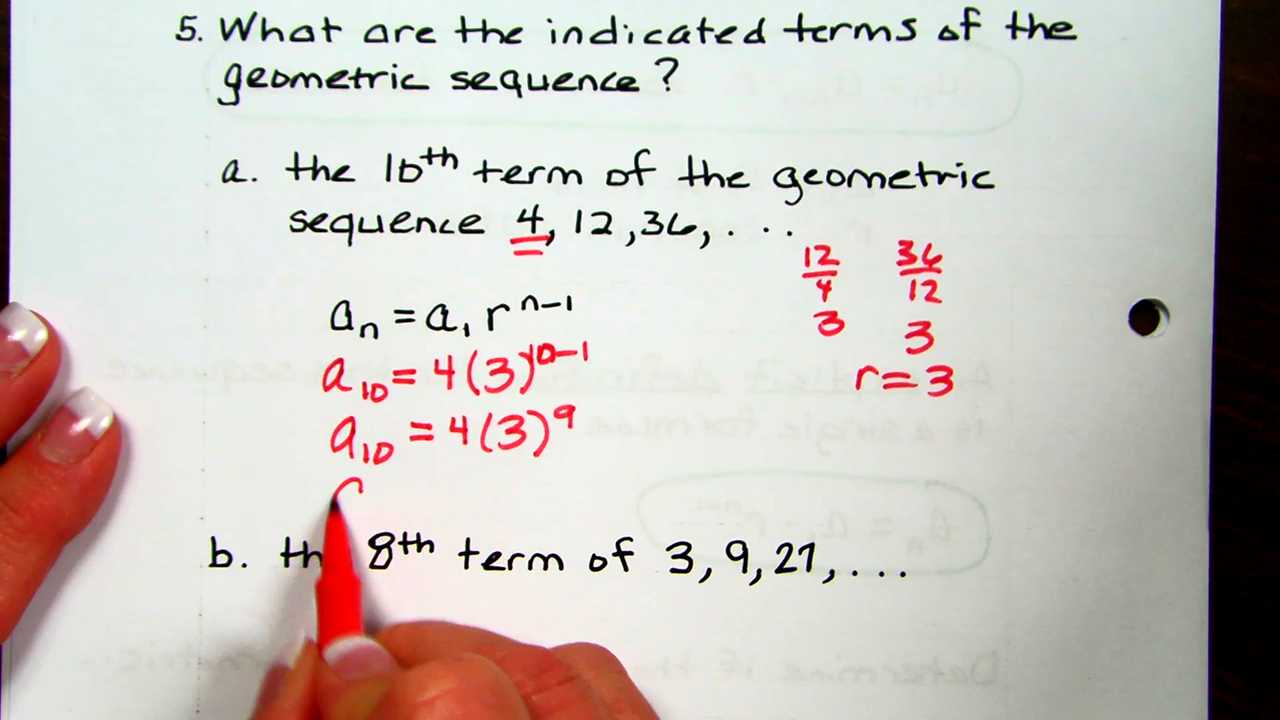 5. What are the indicated terms of the
geometric sequence?
a. the 10th term of the geometric
sequence 4, 12, 36, ...
12/4 36/12
aₙ = a₁ rⁿ⁻¹
3 3
a₁₀ = 4(3)¹⁰⁻¹
r = 3
a₁₀ = 4(3)⁹
b. 8th term of 3, 9, 27, ...